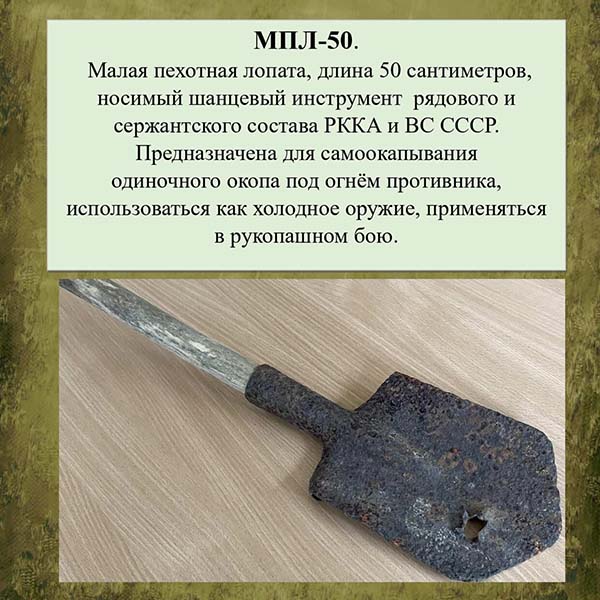 МПЛ-50.
Малая пехотная лопата, длина 50 сантиметров,
носимый шанцевый инструмент рядового и
сержантского состава РККА и ВС СССР.
Предназначена для самоокапывания
одиночного окопа под огнём противника,
использоваться как холодное оружие, применяться
в рукопашном бою.